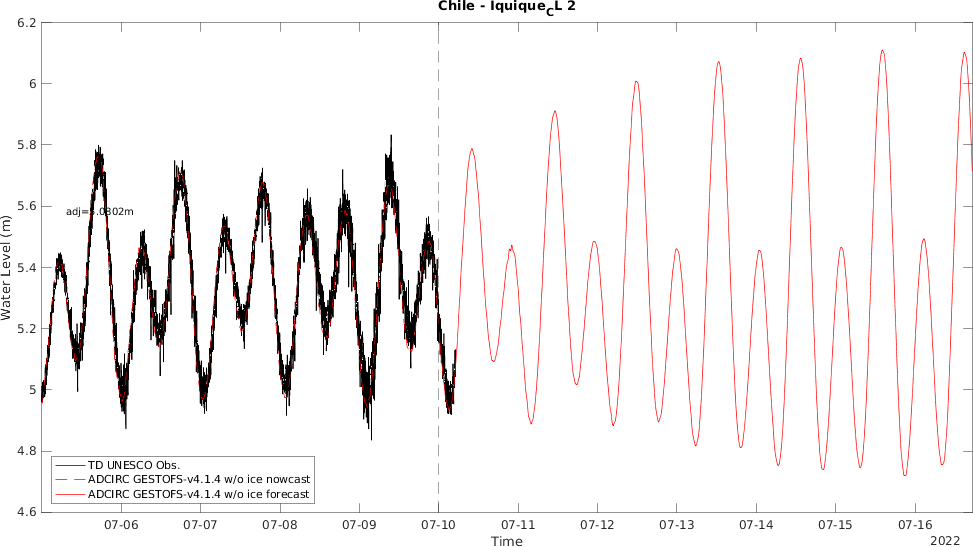 Chile - Iquique_CL 2
6.2
6
5.8
5.6
5.4
5.2
5
4.8
4.6
Water Level (m)
adj=5.0302m
TD UNESCO Obs.
ADCIRC GESTOFS-v4.1.4 w/o ice nowcast
ADCIRC GESTOFS-v4.1.4 w/o ice forecast
07-06 07-07 07-08 07-09 07-10 07-11 07-12 07-13 07-14 07-15 07-16
Time
2022